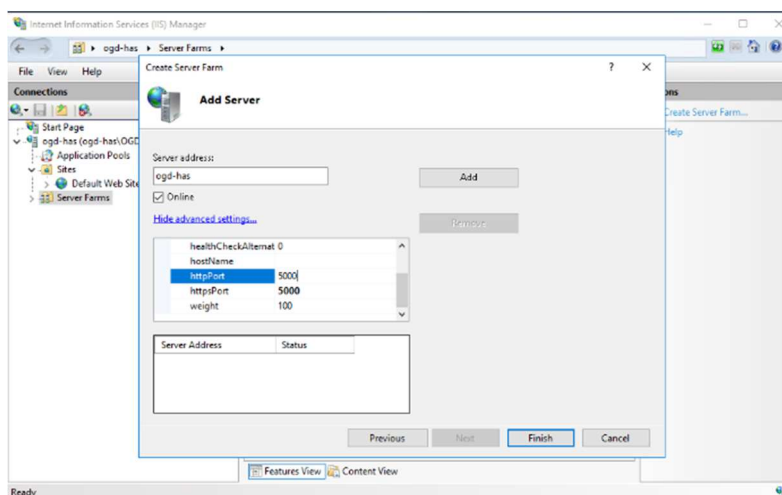 Internet Information Services (IIS) Manager
ogd-has Server Farms
File View Help
Connections
Start Page
ogd-has (ogd-has\OGD
Application Pools
Sites
Default Web Site
Server Farms
Create Server Farm
Add Server
Server address:
ogd-has
Add
Online
Hide advanced settings...
Remove
healthCheckAlternat 0
hostName
httpPort 5000
httpsPort 5000
weight 100
Server Address Status
Previous Next Finish Cancel
ons
Create Server Farm...
Help
Features View Content View
Ready